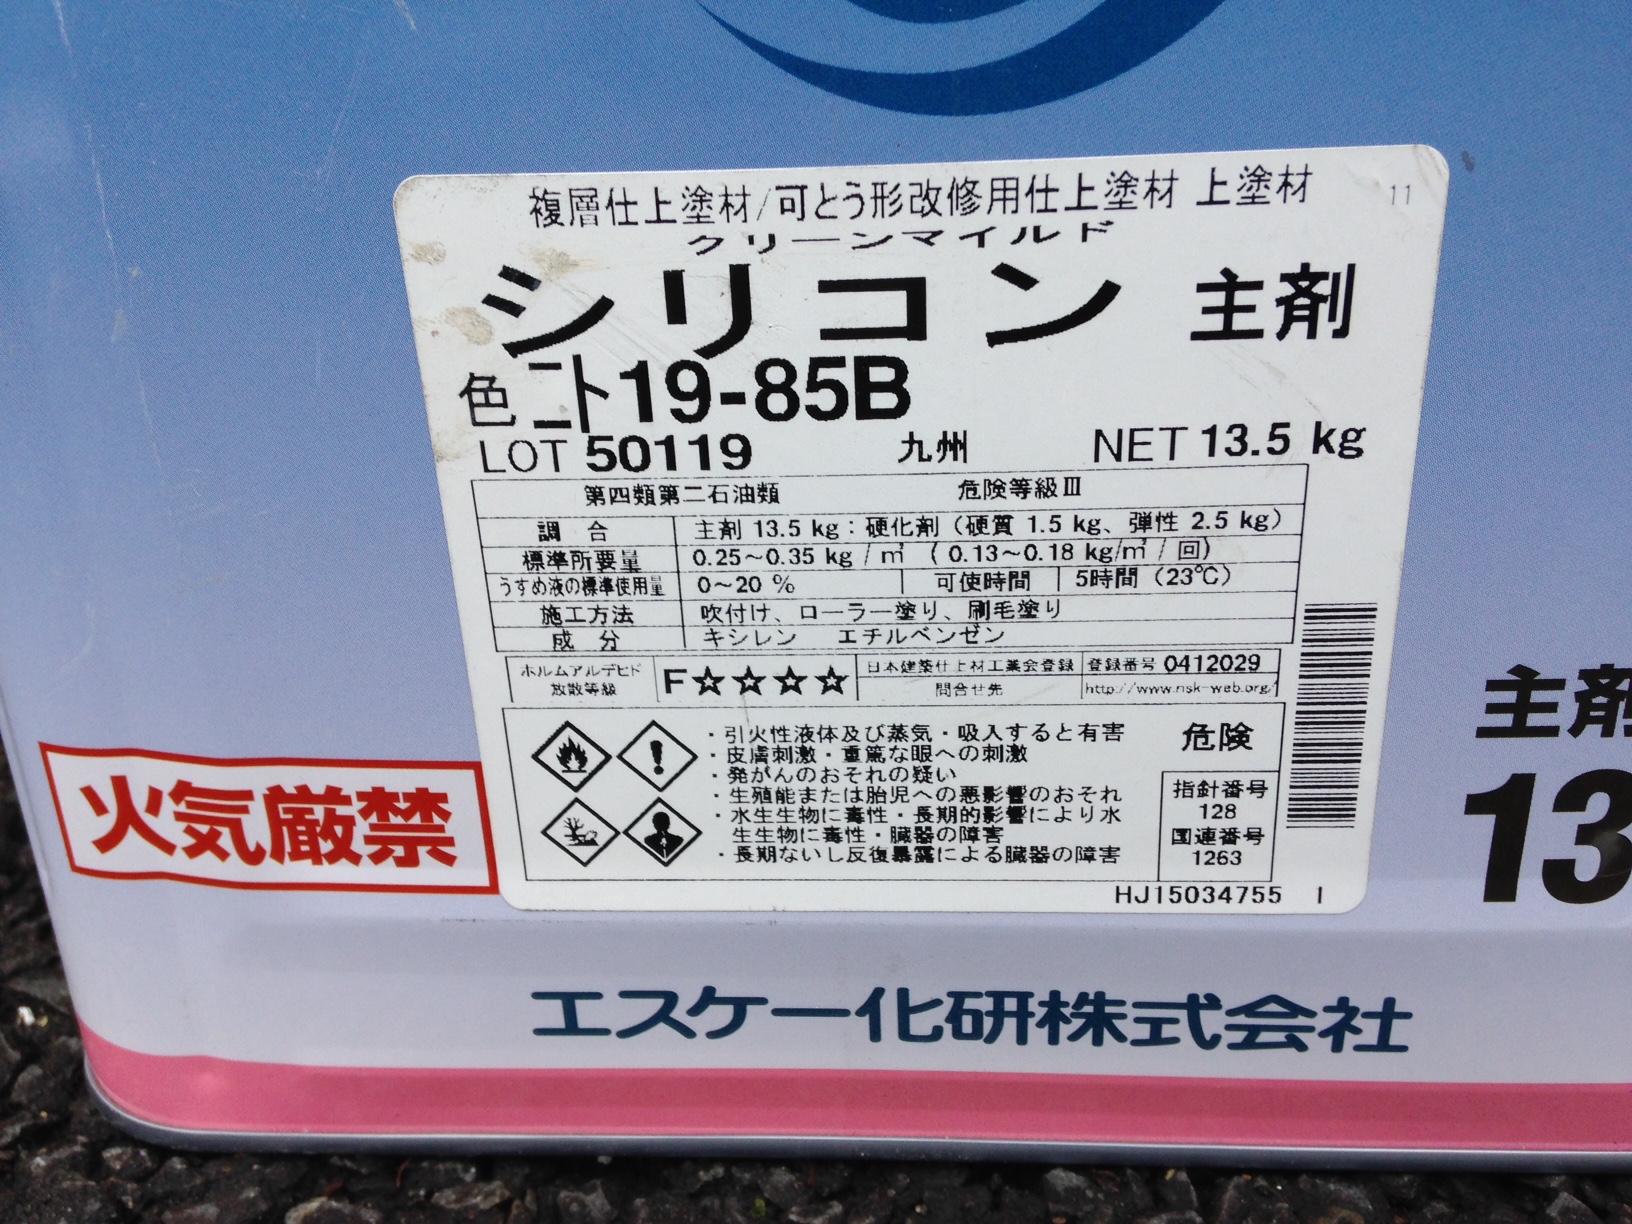 複層仕上塗材/可とう形改修用仕上塗材 上塗材 11
クリーンマイルド
シリコン 主剤
色 ニト19-85B
LOT 50119 九州 NET 13.5 kg
第四類第二石油類 危険等級Ⅲ
調 合 主剤 13.5 kg：硬化剤（硬質 1.5 kg、弾性 2.5 kg）
標準所要量 0.25～0.35 kg / ㎡ ( 0.13～0.18 kg/㎡ / 回)
うすめ液の標準使用量 0～20 % 可使時間 5時間（23℃）
施工方法 吹付け、ローラー塗り、刷毛塗り
成 分 キシレン エチルベンゼン
ホルムアルデヒド
放散等級
F☆☆☆☆
日本建築仕上材工業会登録 登録番号 0412029
問合せ先 http://www.nsk-web.org/
・引火性液体及び蒸気・吸入すると有害
・皮膚刺激・重篤な眼への刺激
・発がんのおそれの疑い
・生殖能または胎児への悪影響のおそれ
・水生生物に毒性・長期的影響により水
生生物に毒性・臓器の障害
・長期ないし反復暴露による臓器の障害
危険
指針番号
128
国連番号
1263
HJ15034755 I
火気厳禁
主剤
13
エスケー化研株式会社